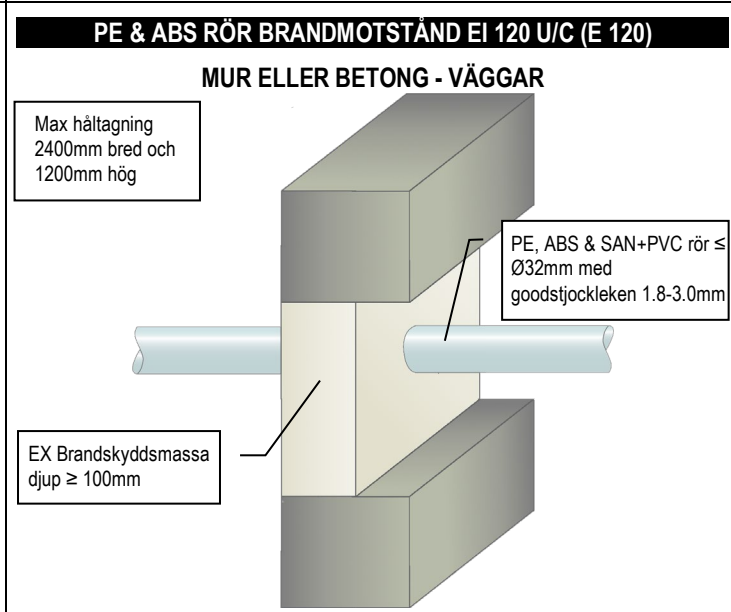 PE & ABS RÖR BRANDMOTSTÅND EI 120 U/C (E 120)
MUR ELLER BETONG - VÄGGAR
Max håltagning
2400mm bred och
1200mm hög
PE, ABS & SAN+PVC rör ≤
Ø32mm med
goodstjockleken 1.8-3.0mm
EX Brandskyddsmassa
djup ≥ 100mm